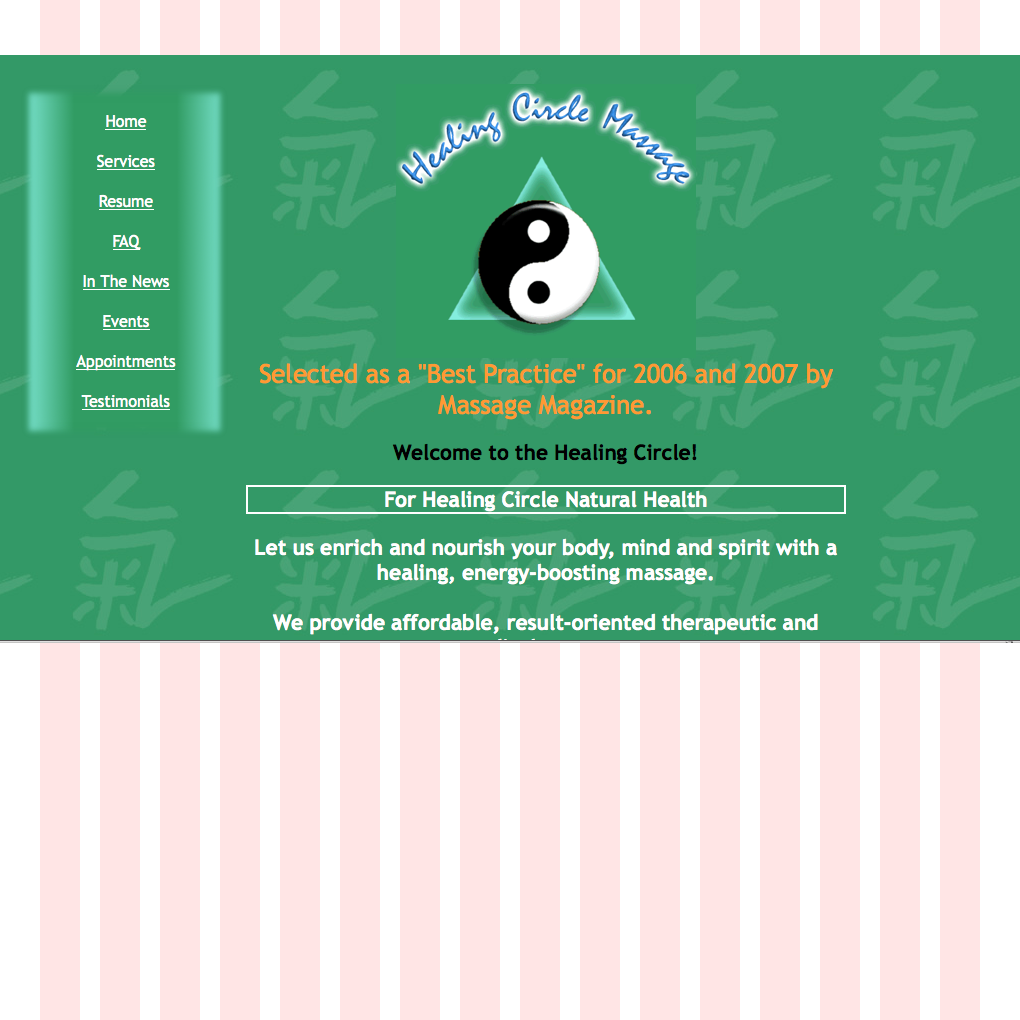 Home
Services
Resume
FAQ
In The News
Events
Appointments
Testimonials
Healing Circle Massage
Selected as a "Best Practice" for 2006 and 2007 by
Massage Magazine.
Welcome to the Healing Circle!
For Healing Circle Natural Health
Let us enrich and nourish your body, mind and spirit with a
healing, energy-boosting massage.
We provide affordable, result-oriented therapeutic and
氣